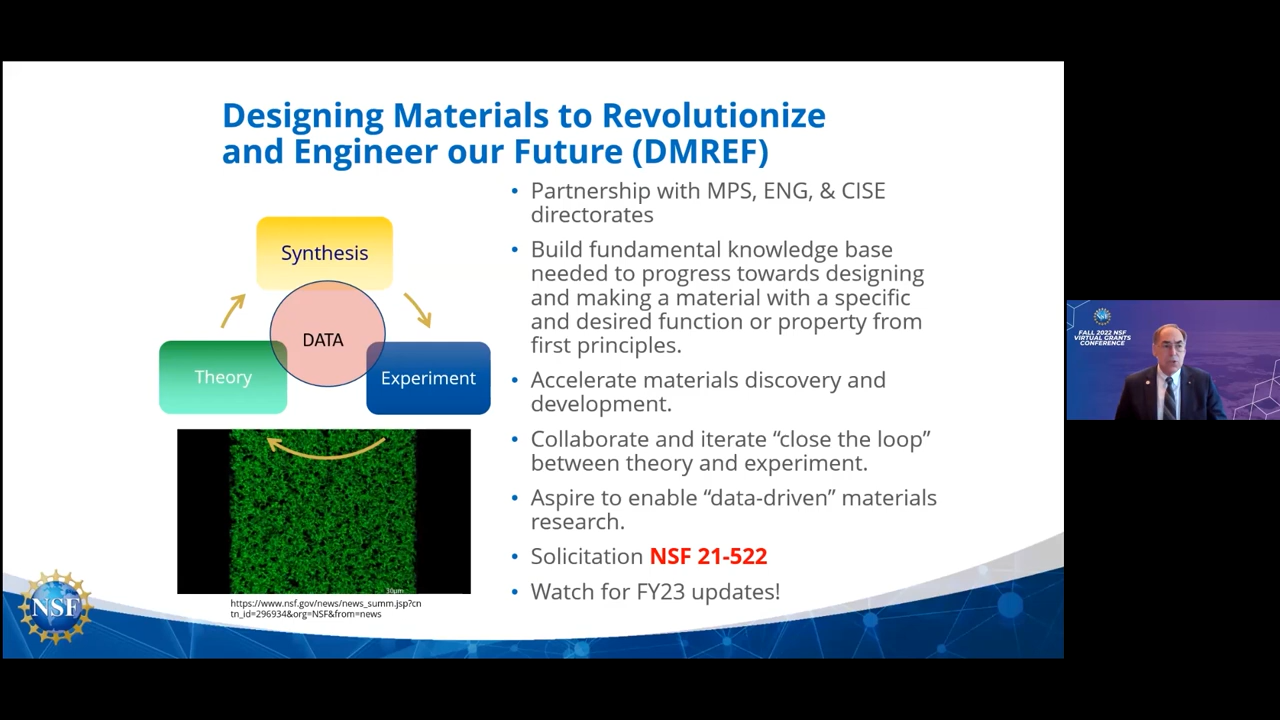 Designing Materials to Revolutionize
and Engineer our Future (DMREF)
Synthesis
DATA
Theory
Experiment
30μm
https://www.nsf.gov/news/news_summ.jsp?cn
tn_id=296934&org=NSF&from=news
• Partnership with MPS, ENG, & CISE
directorates
• Build fundamental knowledge base
needed to progress towards designing
and making a material with a specific
and desired function or property from
first principles.
• Accelerate materials discovery and
development.
• Collaborate and iterate “close the loop”
between theory and experiment.
• Aspire to enable “data-driven” materials
research.
• Solicitation NSF 21-522
• Watch for FY23 updates!
NSF
FALL 2022 NSF
VIRTUAL GRANTS
CONFERENCE